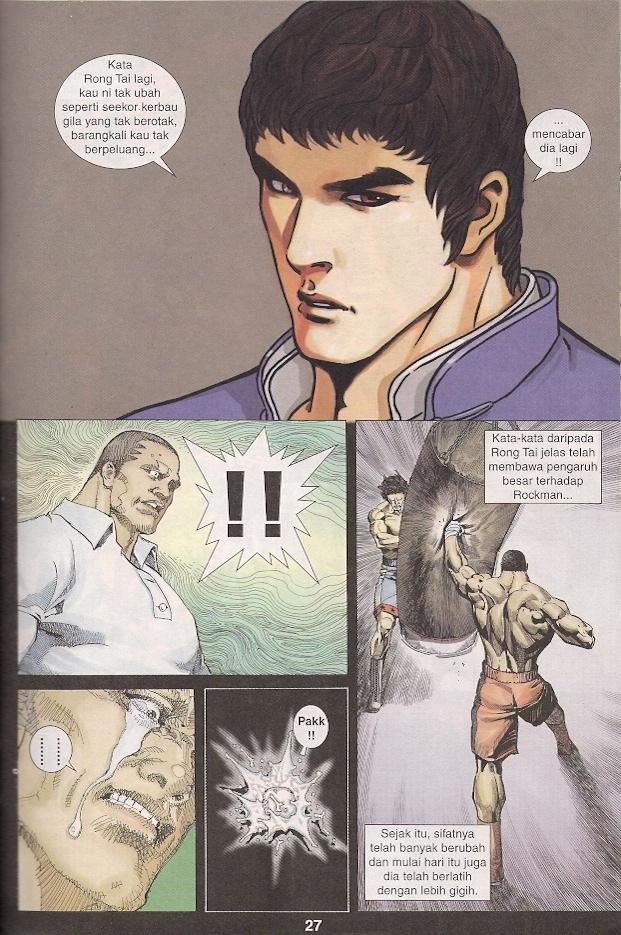 Kata
Rong Tai lagi,
kau ni tak ubah
seperti seekor kerbau
gila yang tak berotak,
barangkali kau tak
berpeluang...
...
mencabar
dia lagi
!!
!!
Kata-kata daripada
Rong Tai jelas telah
membawa pengaruh
besar terhadap
Rockman...
Pakk
!!
Sejak itu, sifatnya
telah banyak berubah
dan mulai hari itu juga
dia telah berlatih
dengan lebih gigih.
27